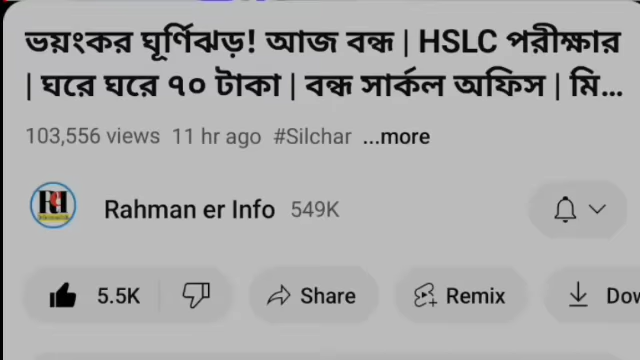 ভয়ংকর ঘূর্ণিঝড়! আজ বন্ধ | HSLC পরীক্ষার
| ঘরে ঘরে ৭০ টাকা | বন্ধ সার্কল অফিস | মি...
103,556 views 11 hr ago #Silchar ...more
Rahman er Info 549K
5.5K Share Remix Dow